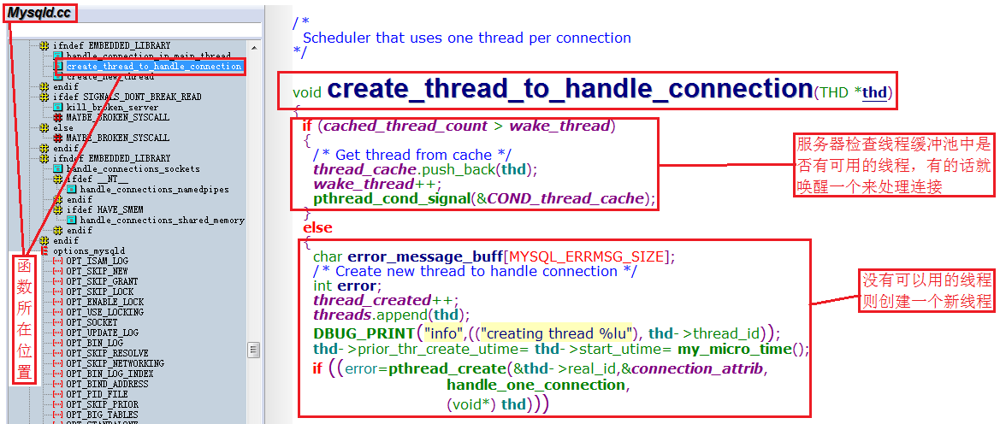 Mysqld.cc
ifndef EMBEDDED_LIBRARY
handle_connection_in_main_thread
create_thread_to_handle_connection
create_new_thread
endif
ifdef SIGNALS_DONT_BREAK_READ
kill_broken_server
MAYBE_BROKEN_SYSCALL
else
MAYBE_BROKEN_SYSCALL
endif
ifndef EMBEDDED_LIBRARY
handle_connections_sockets
ifdef __NT__
handle_connections_namedpipes
endif
ifdef HAVE_SMEM
handle_connections_shared_memory
endif
endif
options_mysqld
OPT_ISAM_LOG
OPT_SKIP_NEW
OPT_SKIP_GRANT
OPT_SKIP_LOCK
OPT_ENABLE_LOCK
OPT_USE_LOCKING
OPT_SOCKET
OPT_UPDATE_LOG
OPT_BIN_LOG
OPT_SKIP_RESOLVE
OPT_SKIP_NETWORKING
OPT_BIN_LOG_INDEX
OPT_BIND_ADDRESS
OPT_PID_FILE
OPT_SKIP_PRIOR
OPT_BIG_TABLES
OPT_STANDALONE
函数所在位置
/*
Scheduler that uses one thread per connection
*/
void create_thread_to_handle_connection(THD *thd)
{
if (cached_thread_count > wake_thread)
{
/* Get thread from cache */
thread_cache.push_back(thd);
wake_thread++;
pthread_cond_signal(&COND_thread_cache);
}
else
{
char error_message_buff[MYSQL_ERRMSG_SIZE];
/* Create new thread to handle connection */
int error;
thread_created++;
threads.append(thd);
DBUG_PRINT("info",(("creating thread %lu"), thd->thread_id));
thd->prior_thr_create_utime= thd->start_utime= my_micro_time();
if ((error=pthread_create(&thd->real_id,&connection_attrib,
handle_one_connection,
(void*) thd)))
服务器检查线程缓冲池中是
否有可用的线程，有的话就
唤醒一个来处理连接
没有可以用的线程
则创建一个新线程